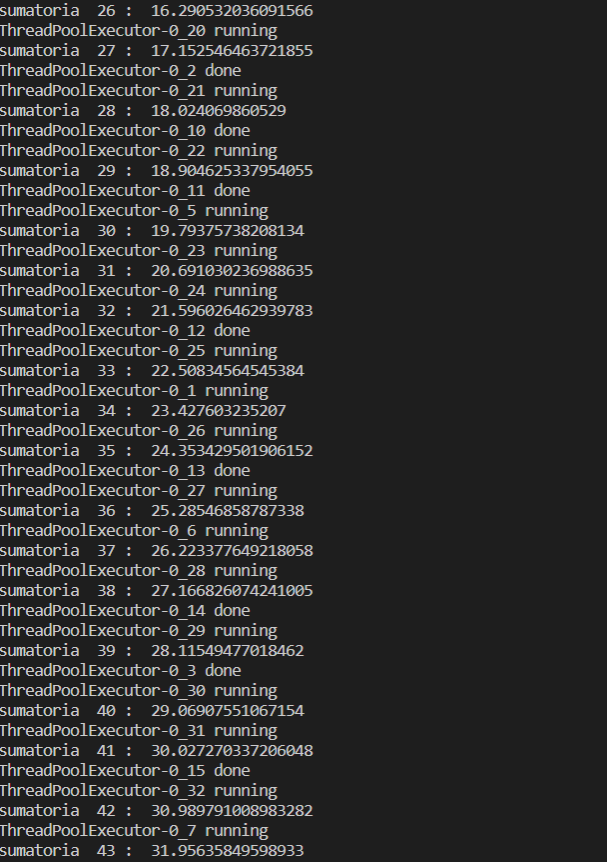 sumatoria  26 :  16.290532036091566
ThreadPoolExecutor-0_20 running
sumatoria  27 :  17.152546463721855
ThreadPoolExecutor-0_2 done
ThreadPoolExecutor-0_21 running
sumatoria  28 :  18.024069860529
ThreadPoolExecutor-0_10 done
ThreadPoolExecutor-0_22 running
sumatoria  29 :  18.904625337954055
ThreadPoolExecutor-0_11 done
ThreadPoolExecutor-0_5 running
sumatoria  30 :  19.79375738208134
ThreadPoolExecutor-0_23 running
sumatoria  31 :  20.691030236988635
ThreadPoolExecutor-0_24 running
sumatoria  32 :  21.596026462939783
ThreadPoolExecutor-0_12 done
ThreadPoolExecutor-0_25 running
sumatoria  33 :  22.50834564545384
ThreadPoolExecutor-0_1 running
sumatoria  34 :  23.427603235207
ThreadPoolExecutor-0_26 running
sumatoria  35 :  24.353429501906152
ThreadPoolExecutor-0_13 done
ThreadPoolExecutor-0_27 running
sumatoria  36 :  25.28546858787338
ThreadPoolExecutor-0_6 running
sumatoria  37 :  26.223377649218058
ThreadPoolExecutor-0_28 running
sumatoria  38 :  27.166826074241005
ThreadPoolExecutor-0_14 done
ThreadPoolExecutor-0_29 running
sumatoria  39 :  28.11549477018462
ThreadPoolExecutor-0_3 done
ThreadPoolExecutor-0_30 running
sumatoria  40 :  29.06907551067154
ThreadPoolExecutor-0_31 running
sumatoria  41 :  30.027270337206048
ThreadPoolExecutor-0_15 done
ThreadPoolExecutor-0_32 running
sumatoria  42 :  30.989791008983282
ThreadPoolExecutor-0_7 running
sumatoria  43 :  31.95635849598933